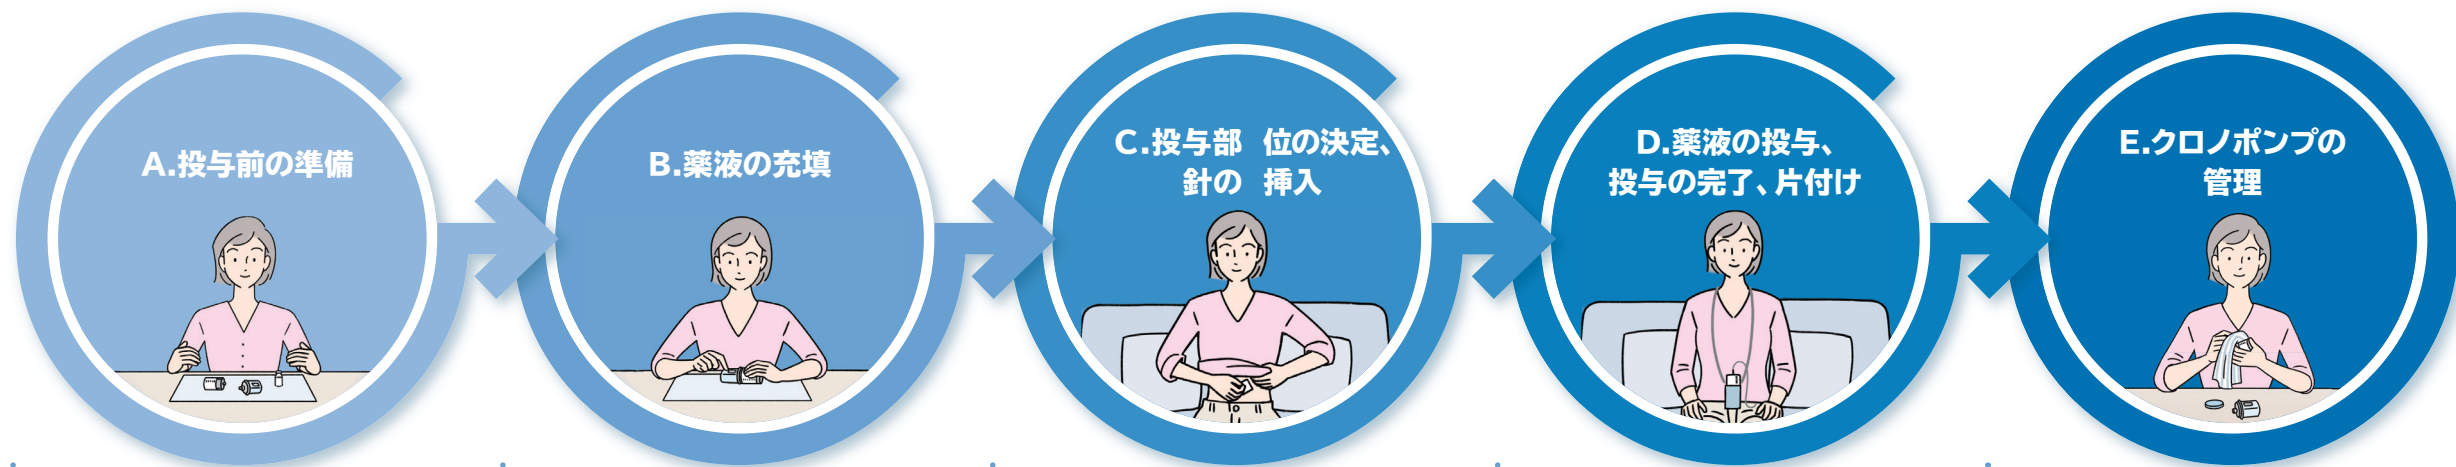 A.投与前の準備
B.薬液の充填
C.投与部 位の決定、
針の 挿入
D.薬液の投与、
投与の完了、片付け
E.クロノポンプの
管理